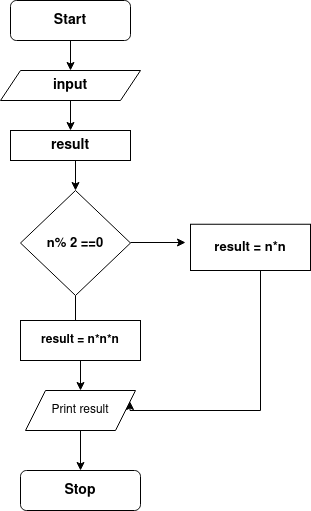 Start
input
result
n% 2 ==0
result = n*n
result = n*n*n
Print result
Stop